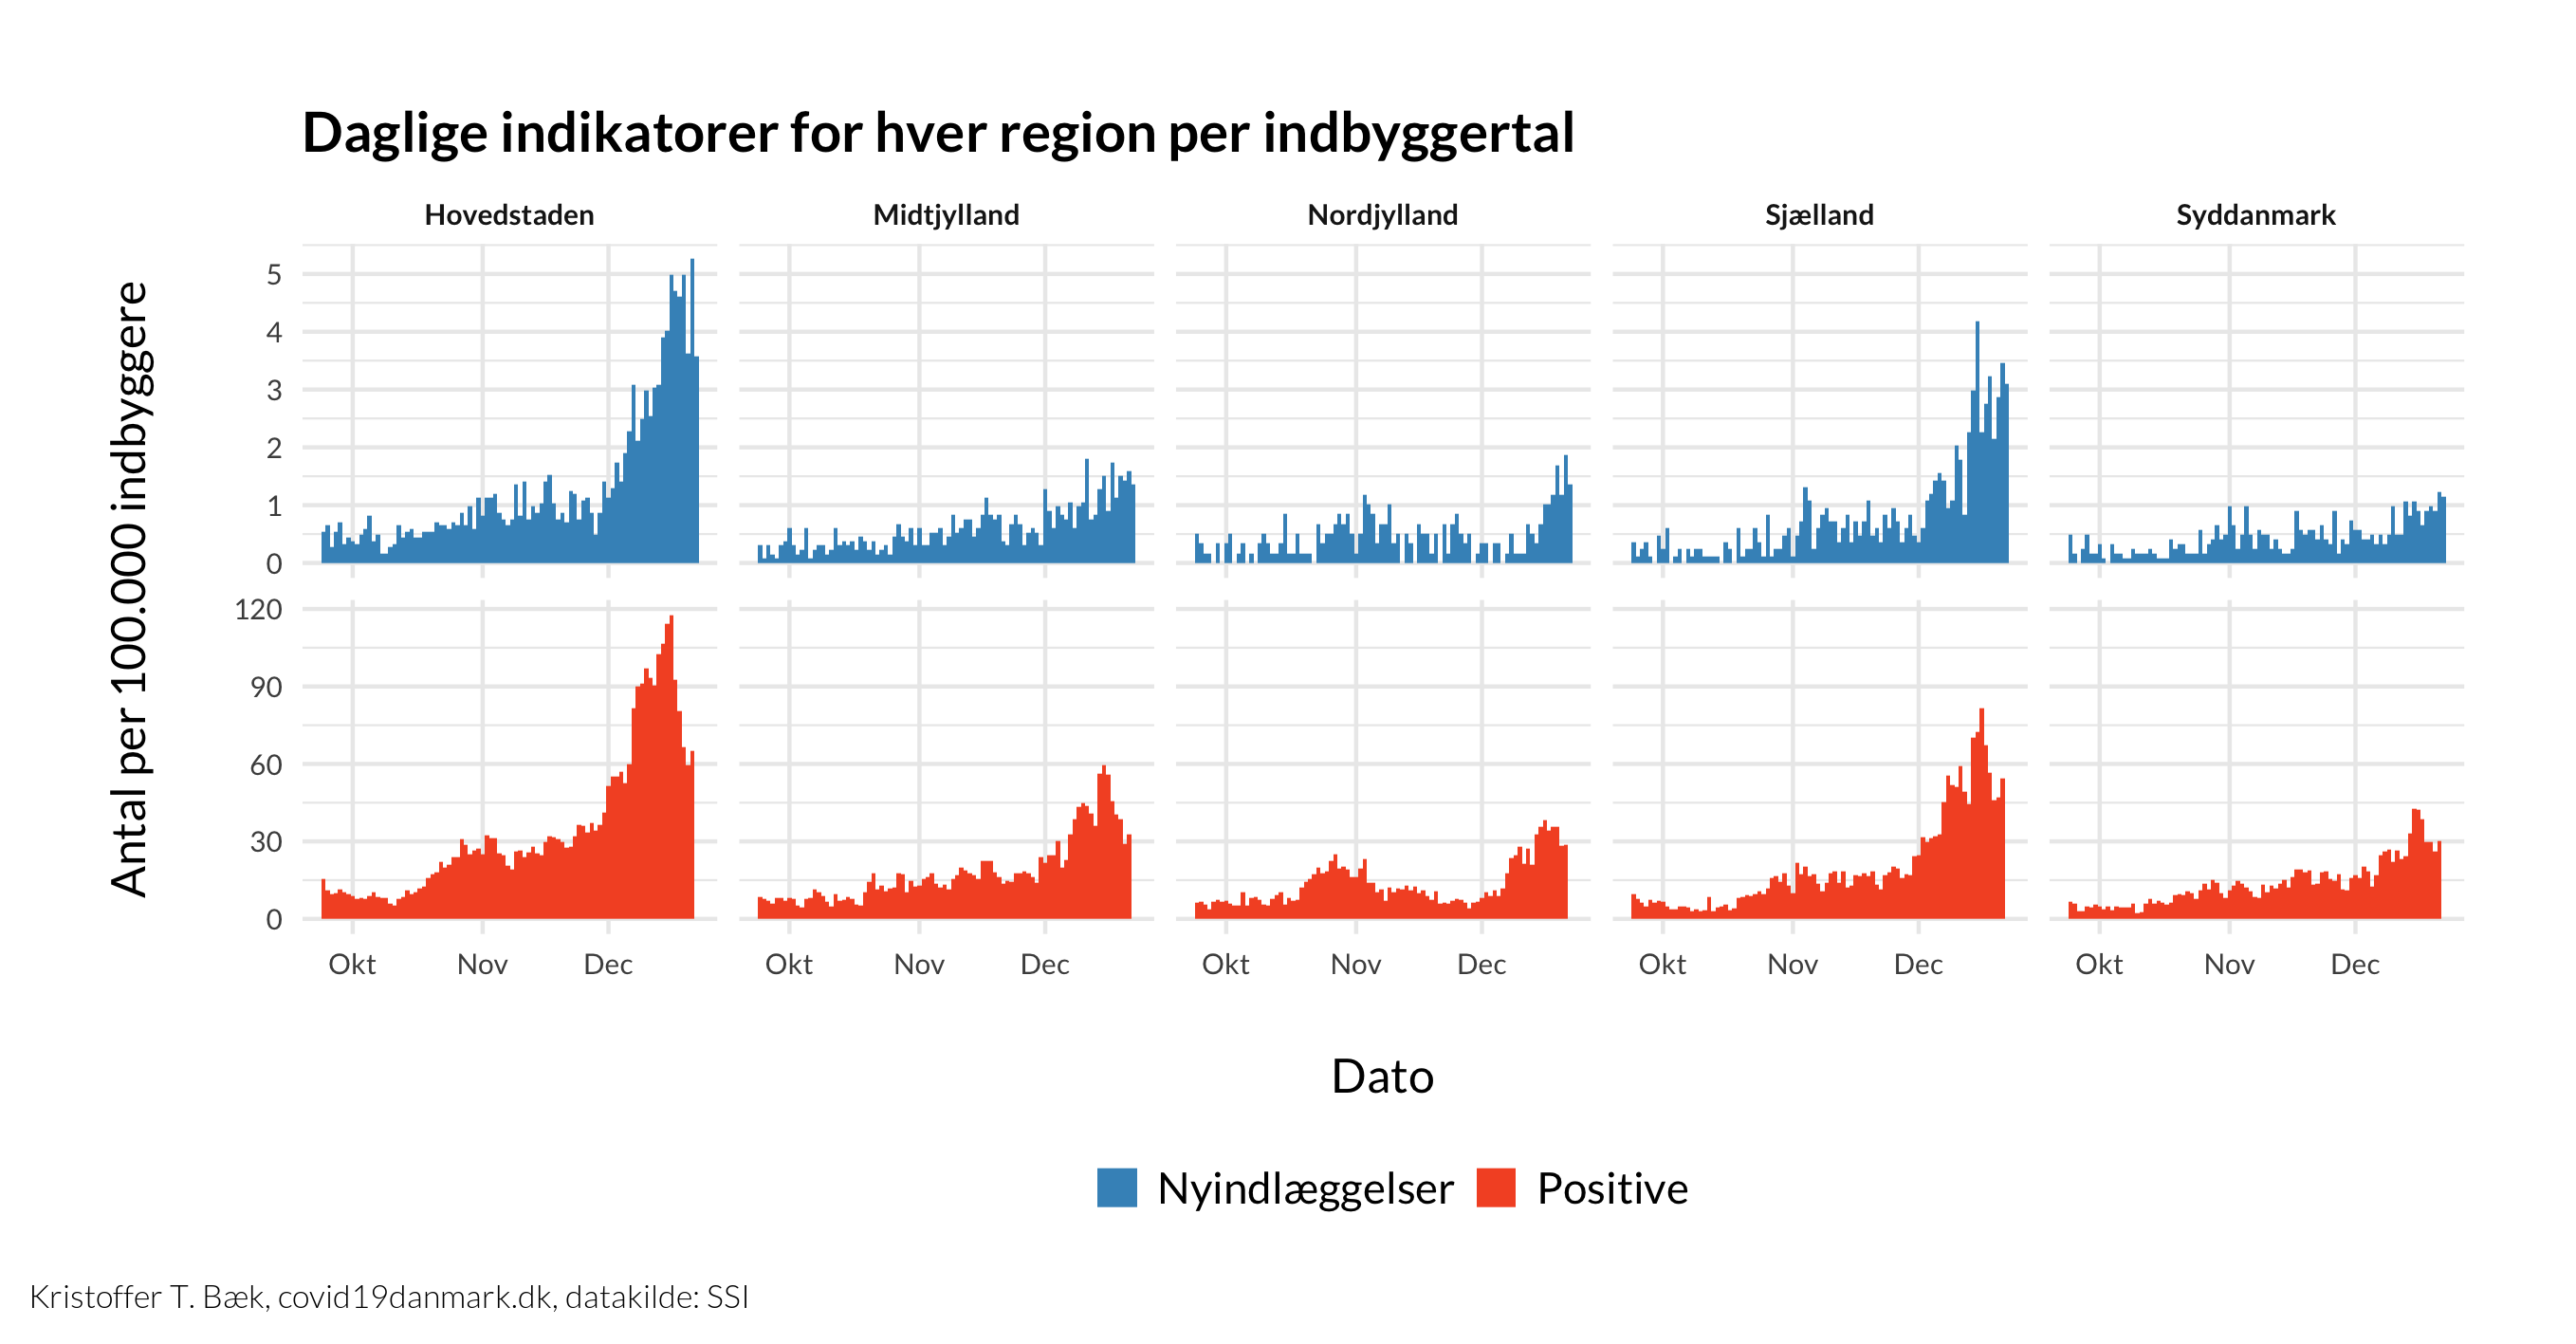 Daglige indikatorer for hver region per indbyggertal
Hovedstaden Midtjylland Nordjylland Sjælland Syddanmark
Antal per 100.000 indbyggere
5
4
3
2
1
0
120
90
60
30
0
Okt Nov Dec Okt Nov Dec Okt Nov Dec Okt Nov Dec Okt Nov Dec
Dato
Nyindlæggelser Positive
Kristoffer T. Bæk, covid19danmark.dk, datakilde: SSI